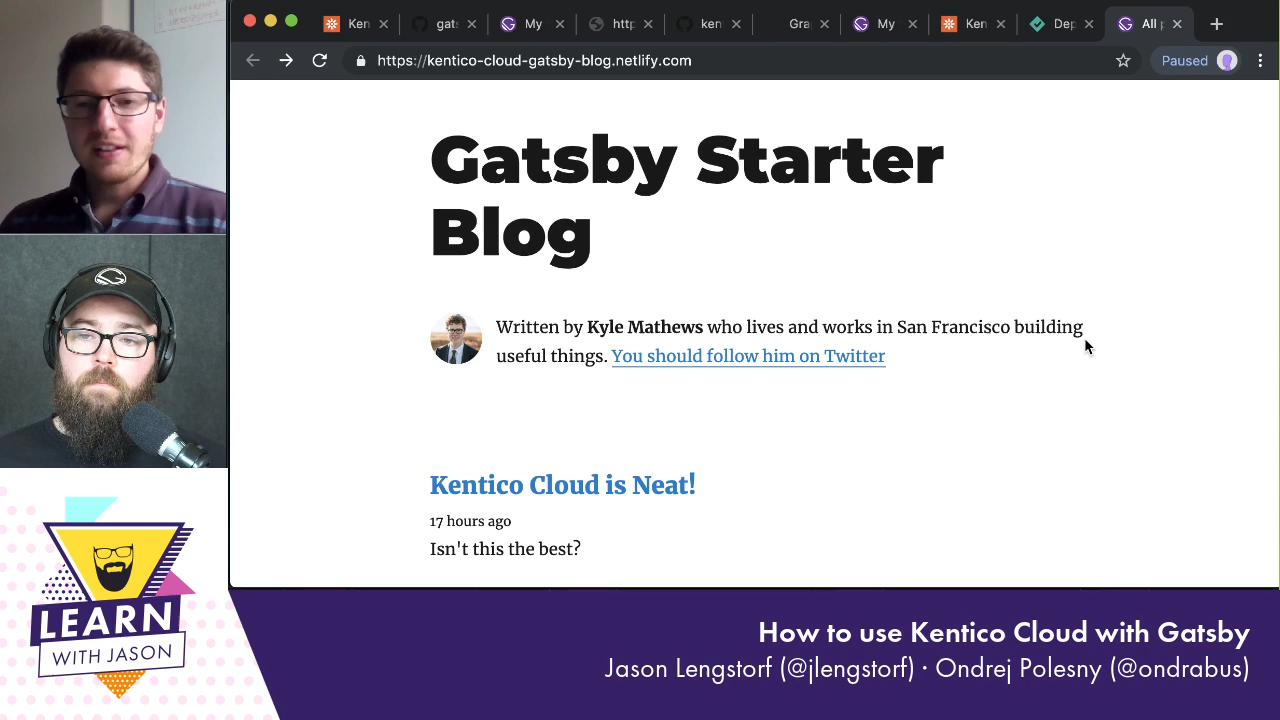 Ken
gats
My
http
kent
Gra
My
Ken
Dep
All p
https://kentico-cloud-gatsby-blog.netlify.com
Paused
Gatsby Starter
Blog
Written by Kyle Mathews who lives and works in San Francisco building
useful things. You should follow him on Twitter
Kentico Cloud is Neat!
17 hours ago
Isn't this the best?
LEARN
WITH JASON
How to use Kentico Cloud with Gatsby
Jason Lengstorf (@jlengstorf) · Ondrej Polesny (@ondrabus)